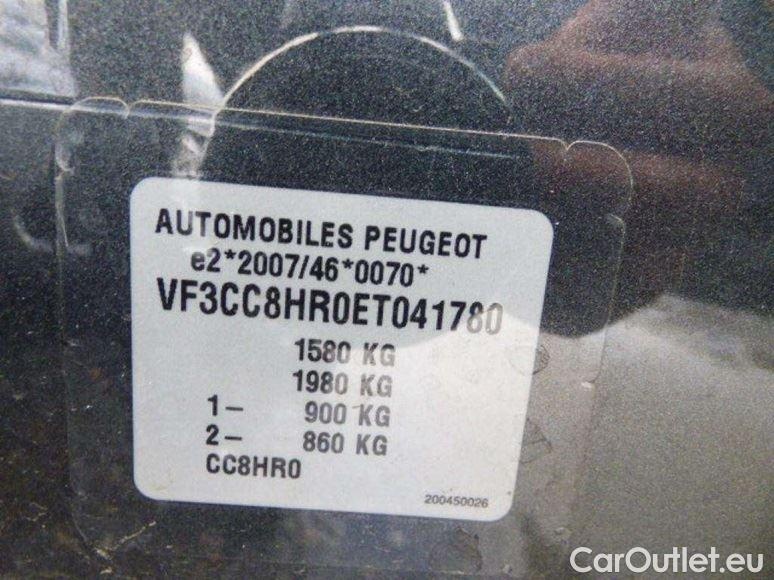 AUTOMOBILES PEUGEOT
e2*2007/46*0070*
VF3CC8HR0ET041780
1580 KG
1980 KG
1- 900 KG
2- 860 KG
CC8HR0
200450026
CarOutlet.eu